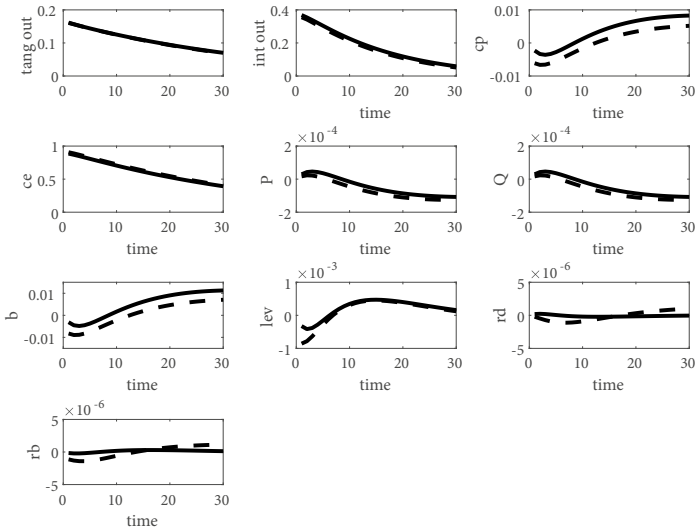 0.2
0.1
0
tang out
0 10 20 30
time
0.4
0.2
0
int out
0 10 20 30
time
0.01
0
-0.01
cp
0 10 20 30
time
1
0.5
0
ce
0 10 20 30
time
×10 -4
2
0
-2
P
0 10 20 30
time
×10 -4
2
0
-2
Q
0 10 20 30
time
0.01
0
-0.01
b
0 10 20 30
time
×10 -3
1
0
-1
lev
0 10 20 30
time
×10 -6
5
0
-5
rd
0 10 20 30
time
×10 -6
5
0
-5
rb
0 10 20 30
time